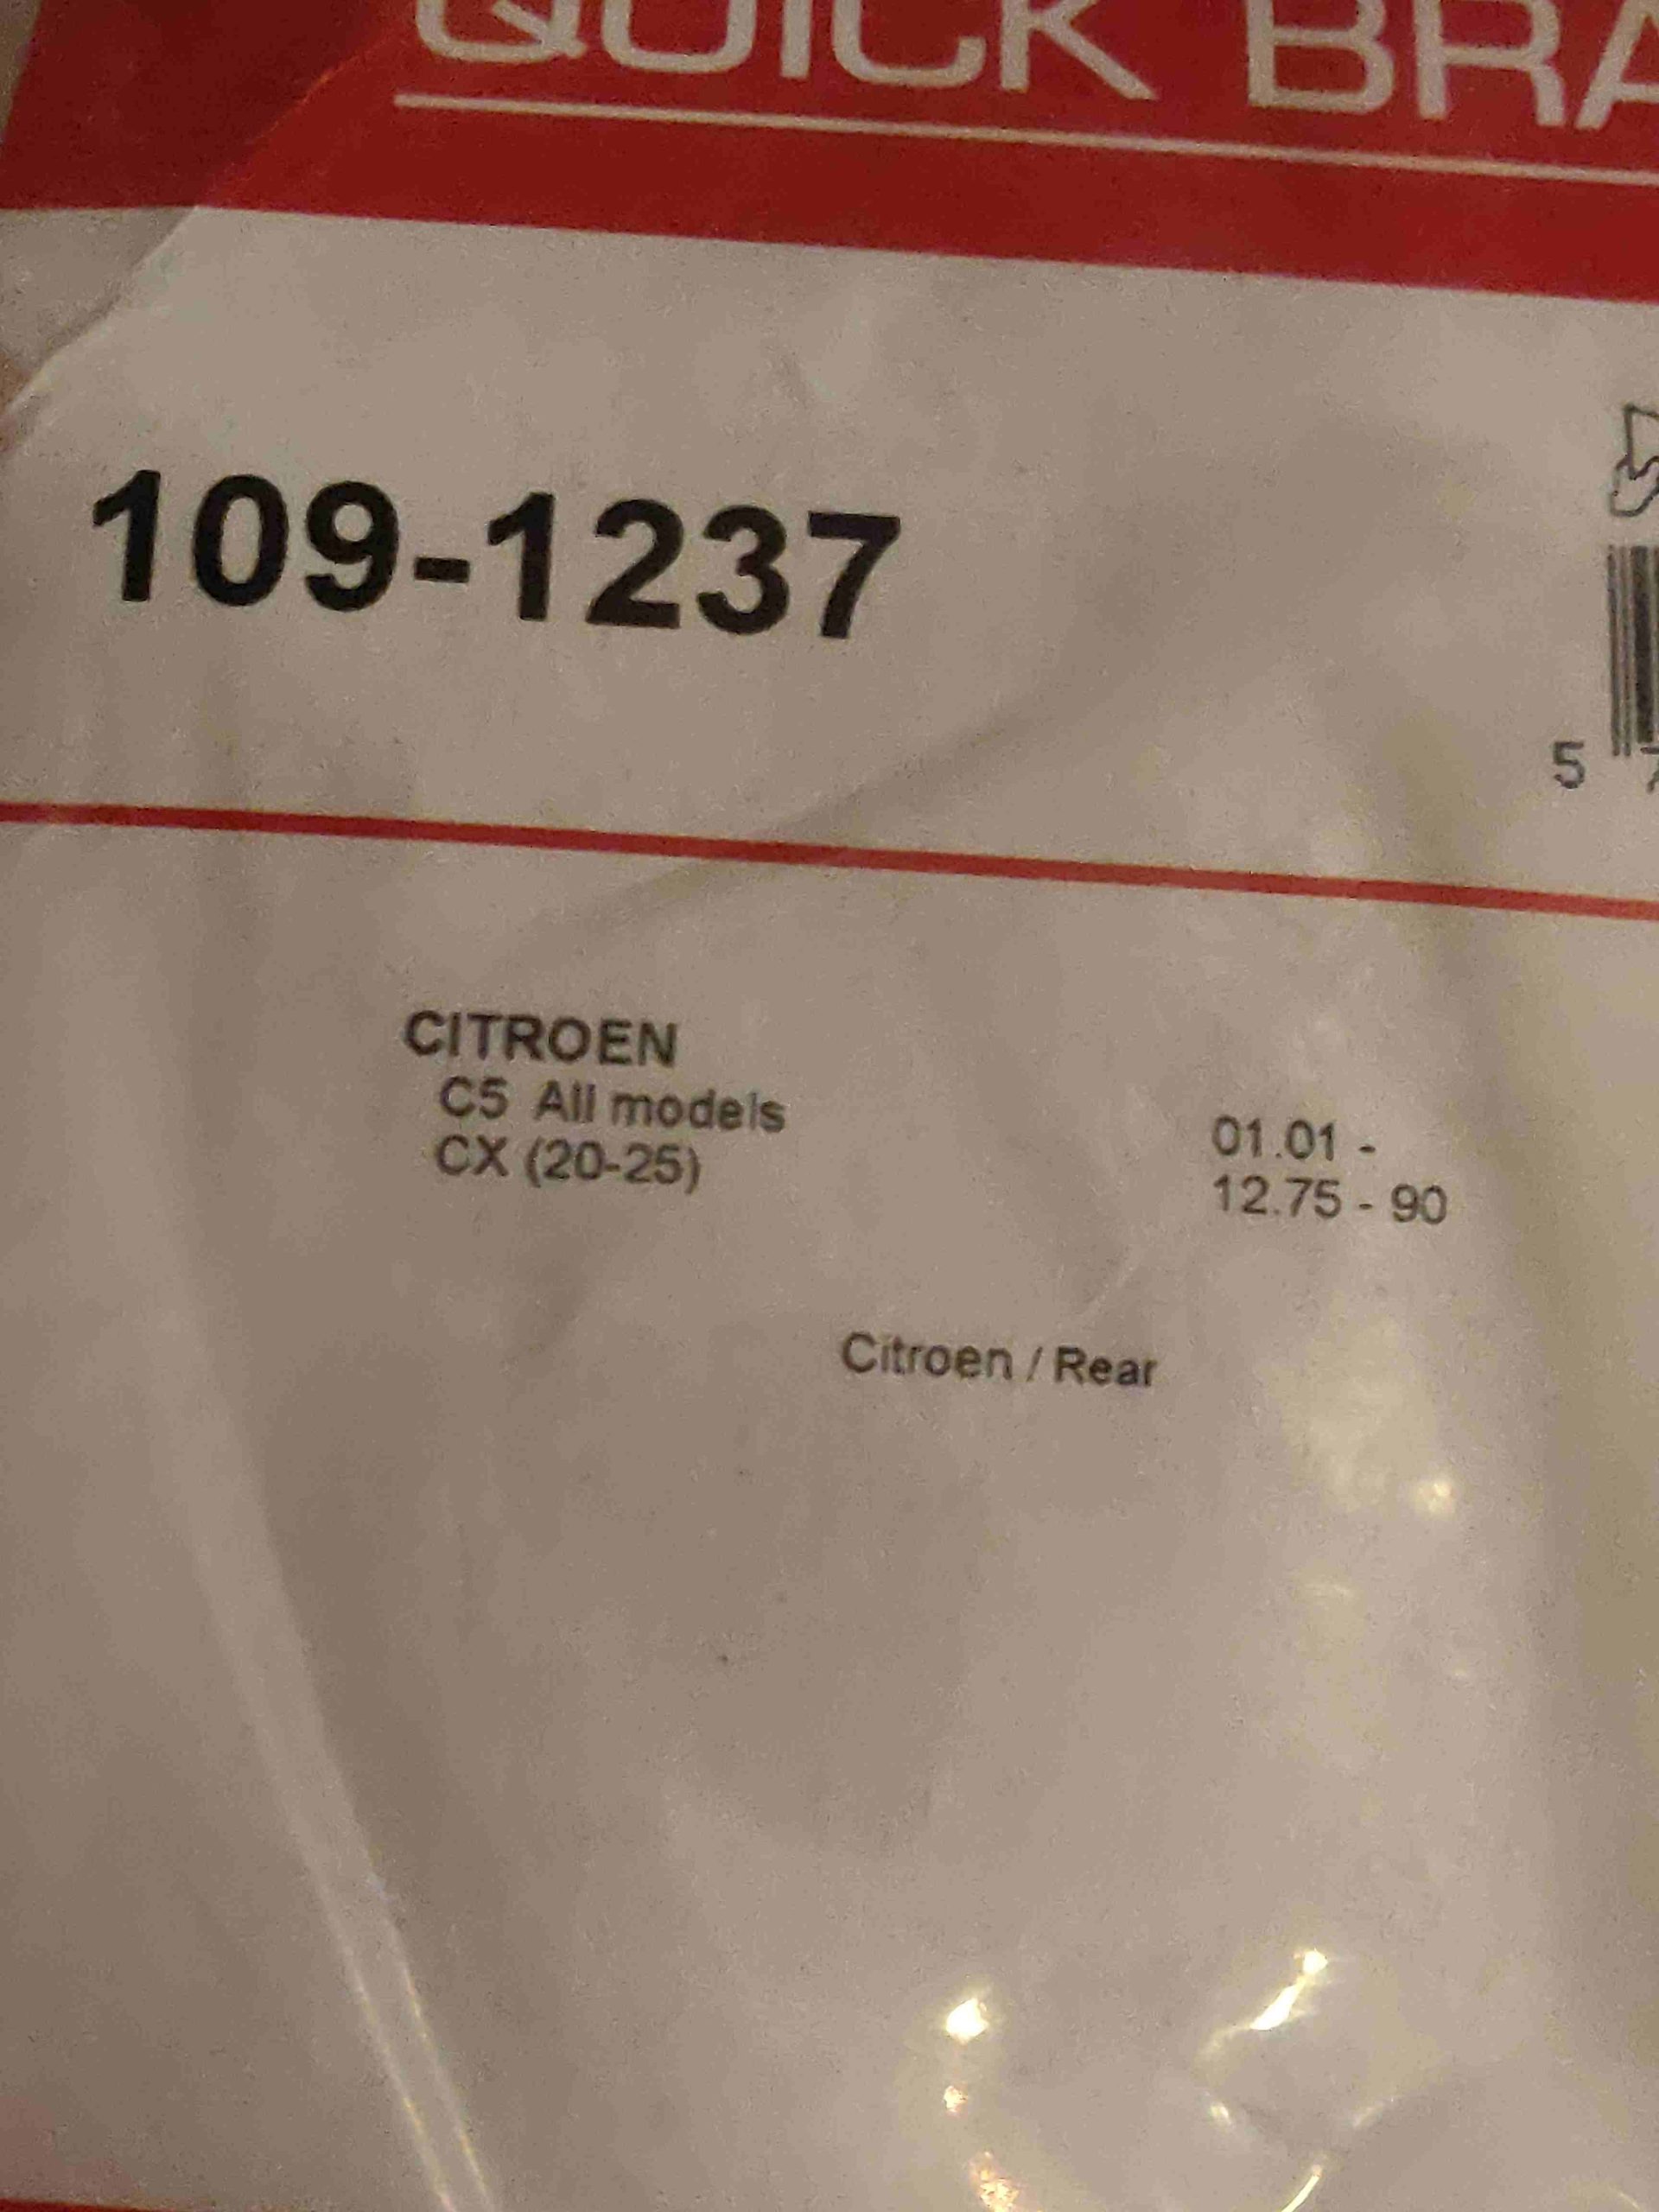 QUICK BRA
109-1237
5 7
CITROEN
C5 All models 01.01 -
CX (20-25) 12.75 - 90
Citroen / Rear